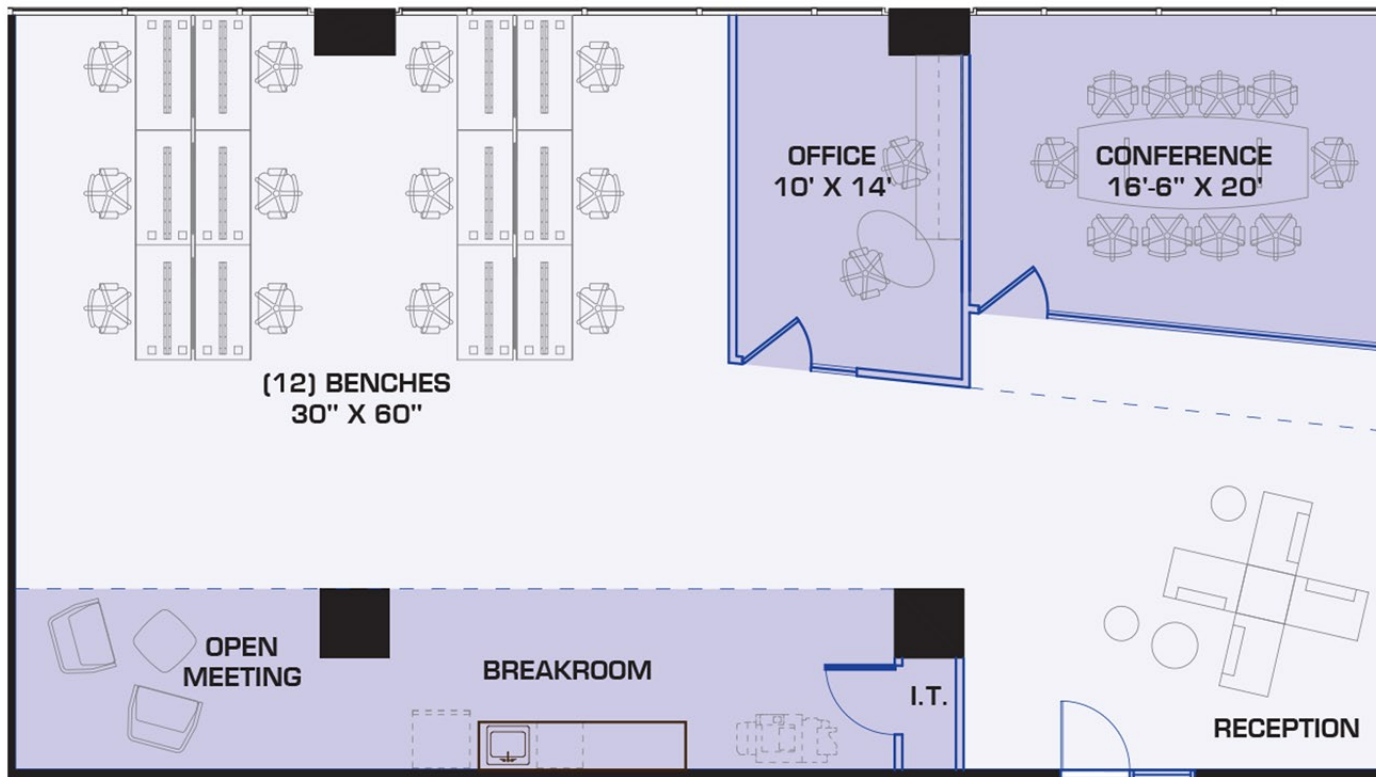 OFFICE
10' X 14'
CONFERENCE
16'-6" X 20'
(12) BENCHES
30" X 60"
OPEN
MEETING
BREAKROOM
I.T.
RECEPTION